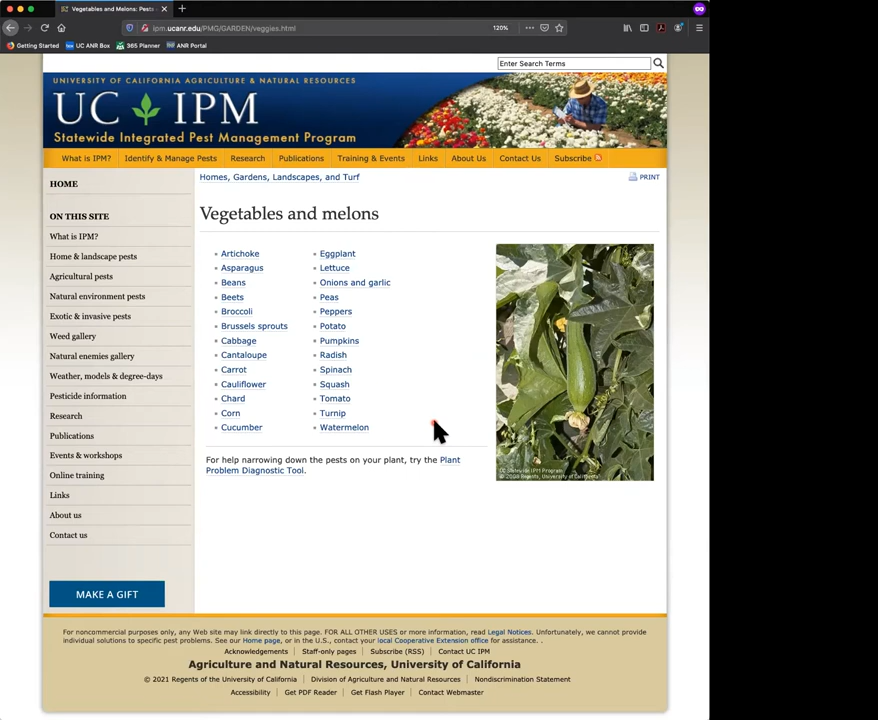 Vegetables and Melons: Pests
ipm.ucanr.edu/PMG/GARDEN/veggies.html
120%
Getting Started
UC ANR Box
365 Planner
ANR Portal
Enter Search Terms
UNIVERSITY OF CALIFORNIA AGRICULTURE & NATURAL RESOURCES
UC IPM
Statewide Integrated Pest Management Program
What is IPM? Identify & Manage Pests Research Publications Training & Events Links About Us Contact Us Subscribe
HOME
ON THIS SITE
What is IPM?
Home & landscape pests
Agricultural pests
Natural environment pests
Exotic & invasive pests
Weed gallery
Natural enemies gallery
Weather, models & degree-days
Pesticide information
Research
Publications
Events & workshops
Online training
Links
About us
Contact us
MAKE A GIFT
Homes, Gardens, Landscapes, and Turf
PRINT
Vegetables and melons
Artichoke
Asparagus
Beans
Beets
Broccoli
Brussels sprouts
Cabbage
Cantaloupe
Carrot
Cauliflower
Chard
Corn
Cucumber
Eggplant
Lettuce
Onions and garlic
Peas
Peppers
Potato
Pumpkins
Radish
Spinach
Squash
Tomato
Turnip
Watermelon
UC Statewide IPM Program
© 2008 Regents, University of California
For help narrowing down the pests on your plant, try the Plant
Problem Diagnostic Tool.
For noncommercial purposes only, any Web site may link directly to this page. FOR ALL OTHER USES or more information, read Legal Notices. Unfortunately, we cannot provide
individual solutions to specific pest problems. See our Home page, or in the U.S., contact your local Cooperative Extension office for assistance. .
Acknowledgements | Staff-only pages | Subscribe (RSS) | Contact UC IPM
Agriculture and Natural Resources, University of California
© 2021 Regents of the University of California | Division of Agriculture and Natural Resources | Nondiscrimination Statement
Accessibility | Get PDF Reader | Get Flash Player | Contact Webmaster